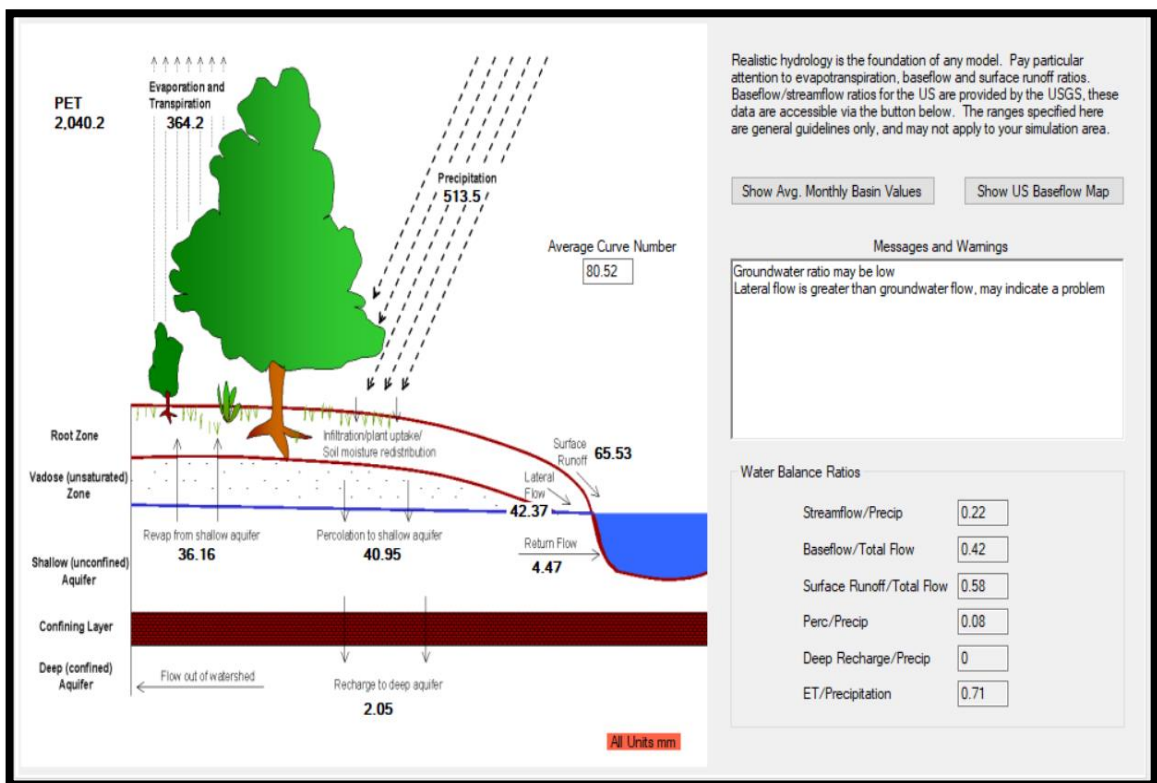 PET
2,040.2
Evaporation and
Transpiration
364.2
Precipitation
513.5
Average Curve Number
80.52
Root Zone
Infiltration/plant uptake/
Soil moisture redistribution
Surface
Runoff
65.53
Vadose (unsaturated)
Zone
Lateral
Flow
42.37
Revap from shallow aquifer
36.16
Percolation to shallow aquifer
40.95
Return Flow
4.47
Shallow (unconfined)
Aquifer
Confining Layer
Deep (confined)
Aquifer
Flow out of watershed
Recharge to deep aquifer
2.05
All Units mm
Realistic hydrology is the foundation of any model. Pay particular
attention to evapotranspiration, baseflow and surface runoff ratios.
Baseflow/streamflow ratios for the US are provided by the USGS, these
data are accessible via the button below. The ranges specified here
are general guidelines only, and may not apply to your simulation area.
Show Avg. Monthly Basin Values
Show US Baseflow Map
Messages and Warnings
Groundwater ratio may be low
Lateral flow is greater than groundwater flow, may indicate a problem
Water Balance Ratios
Streamflow/Precip 0.22
Baseflow/Total Flow 0.42
Surface Runoff/Total Flow 0.58
Perc/Precip 0.08
Deep Recharge/Precip 0
ET/Precipitation 0.71